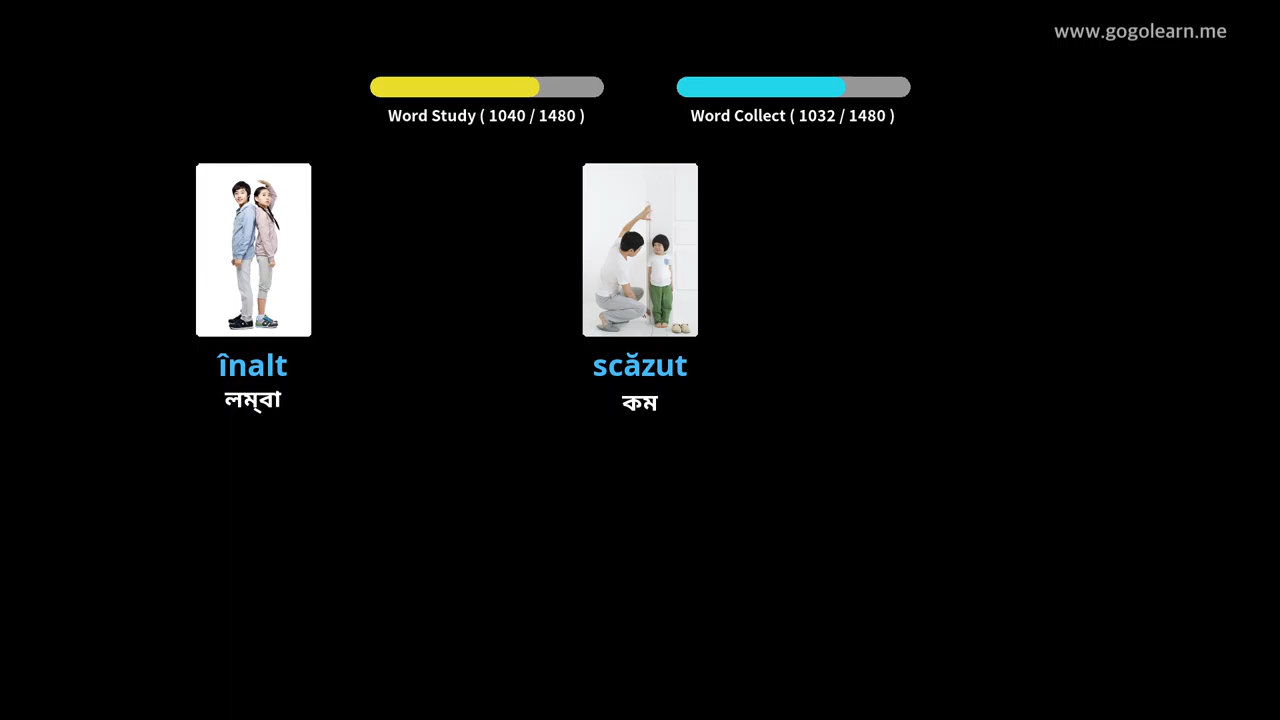 www.gogolearn.me
Word Study ( 1040 / 1480 )
Word Collect ( 1032 / 1480 )
înalt
লম্‌বা
scăzut
কম